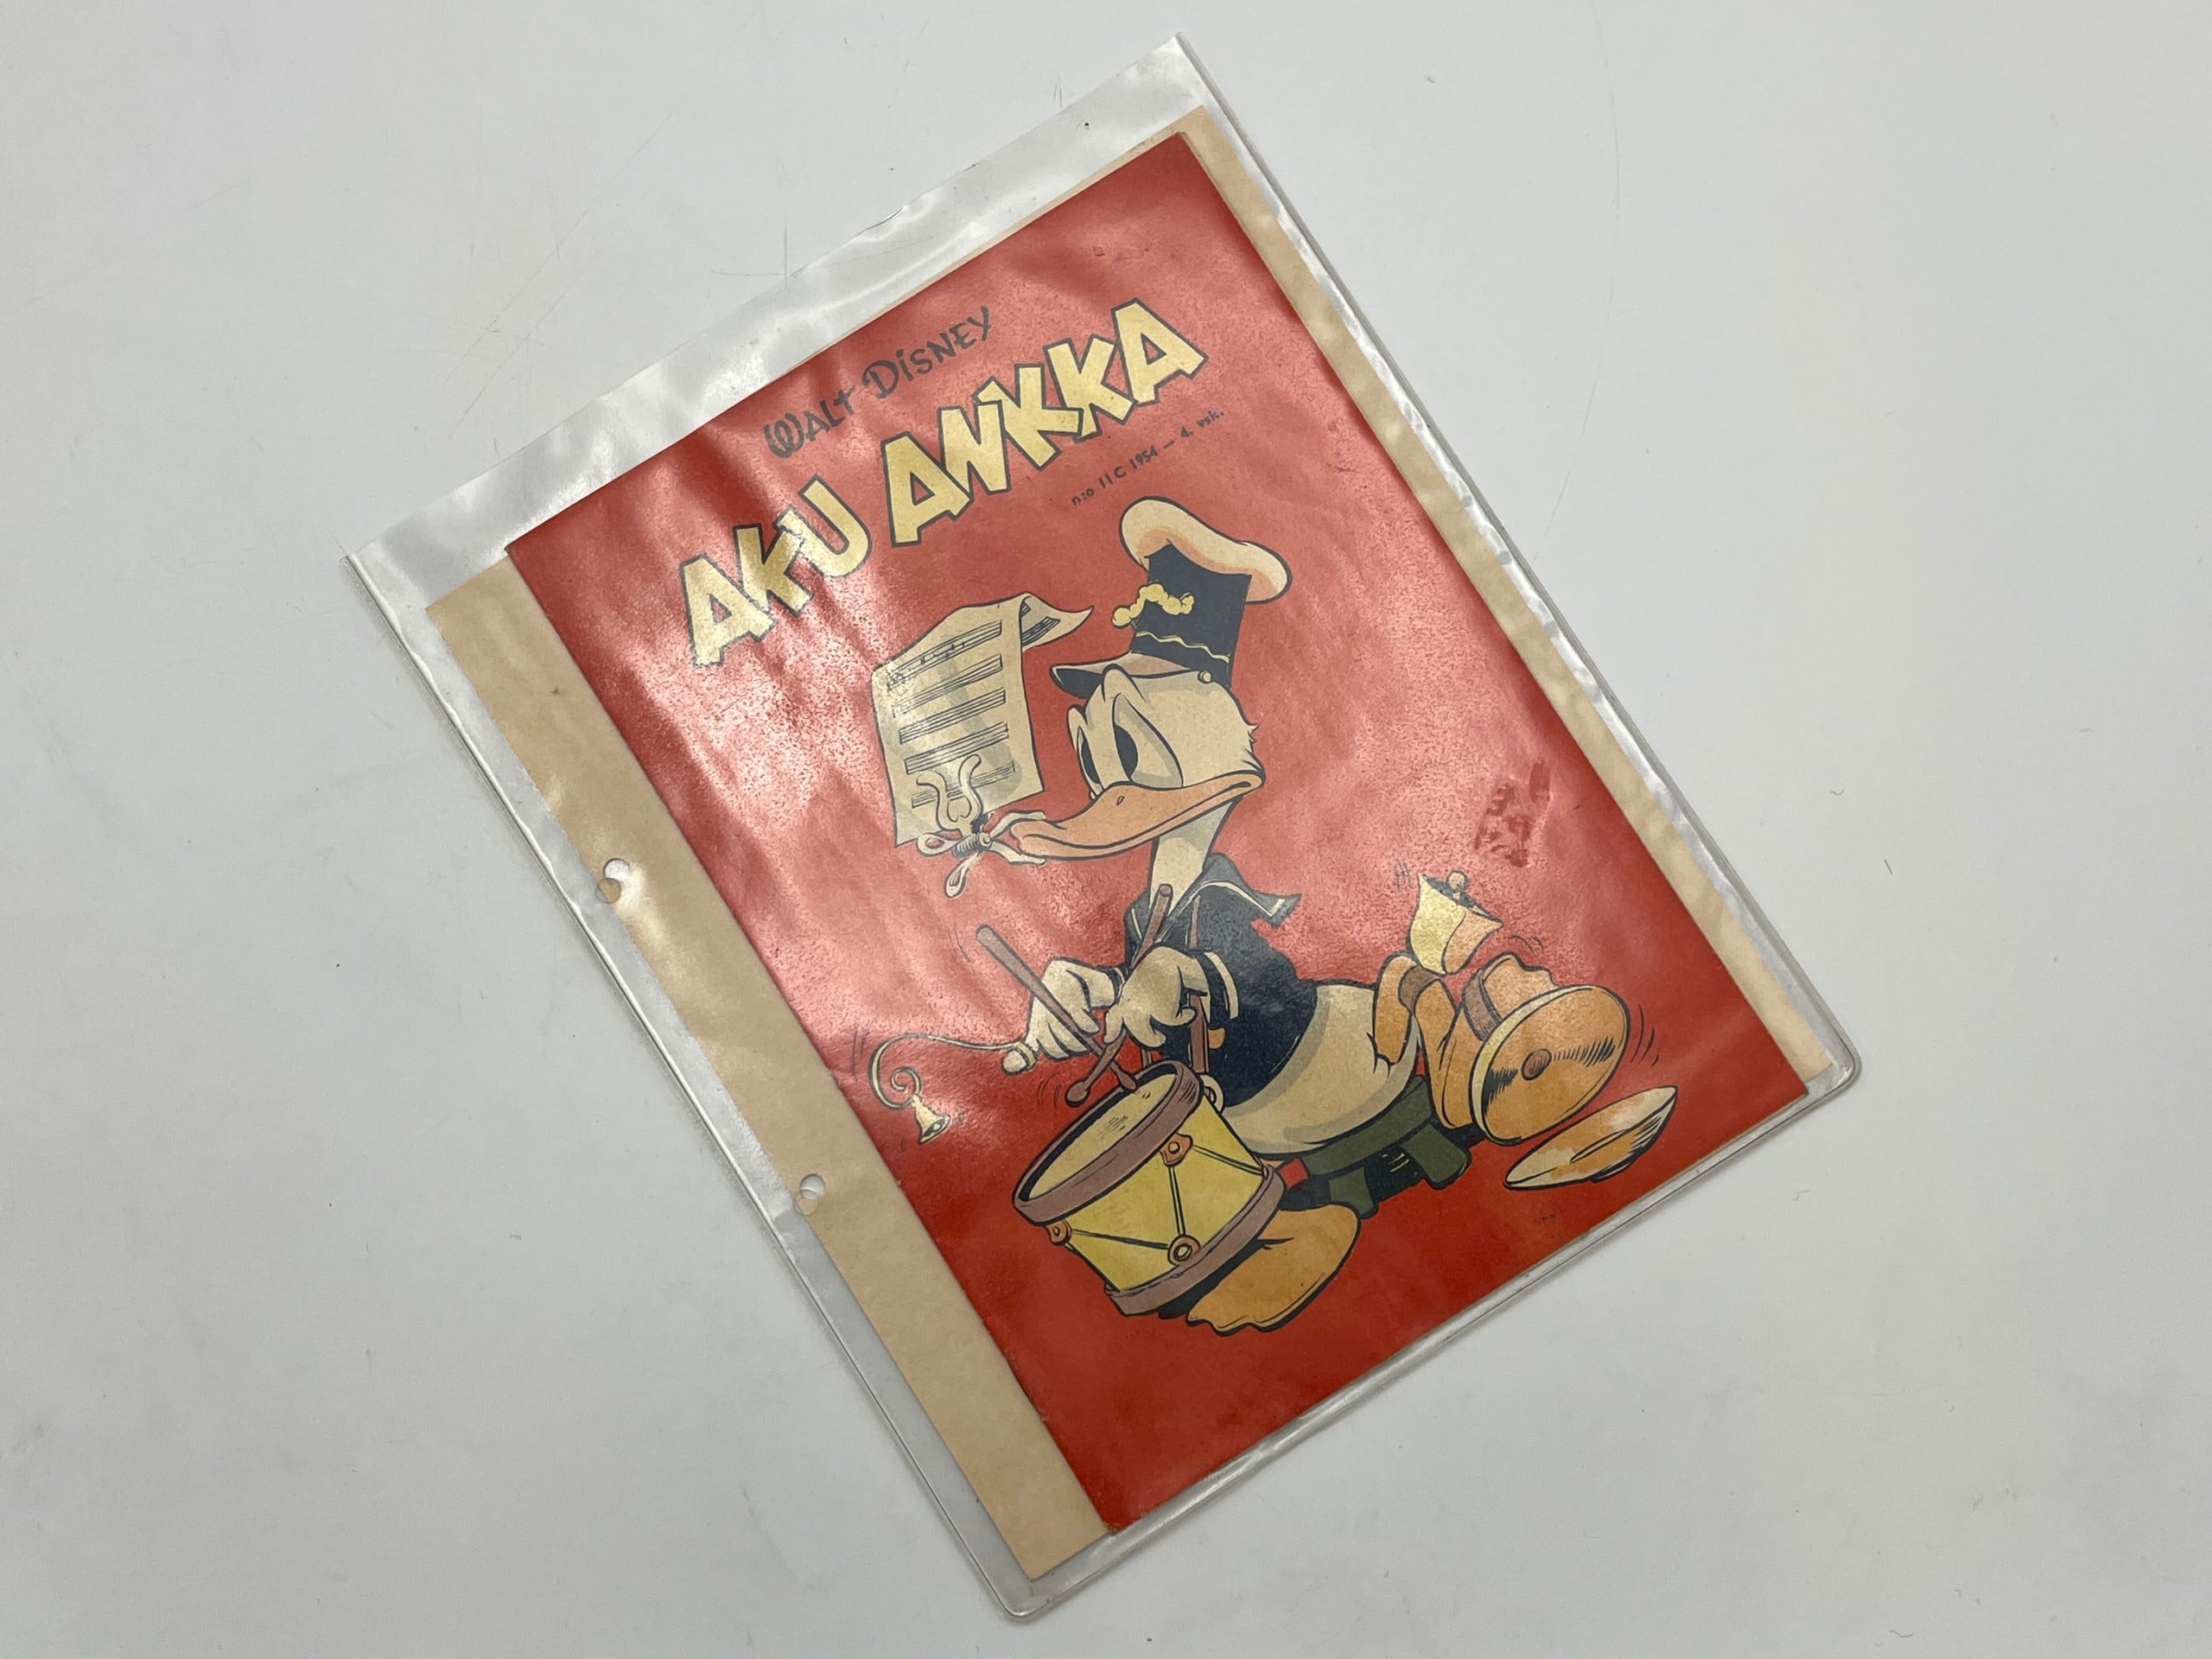 WALT DiSNEY
AKU ANKKA
n:o 11 C 1954 — 4. vsk.